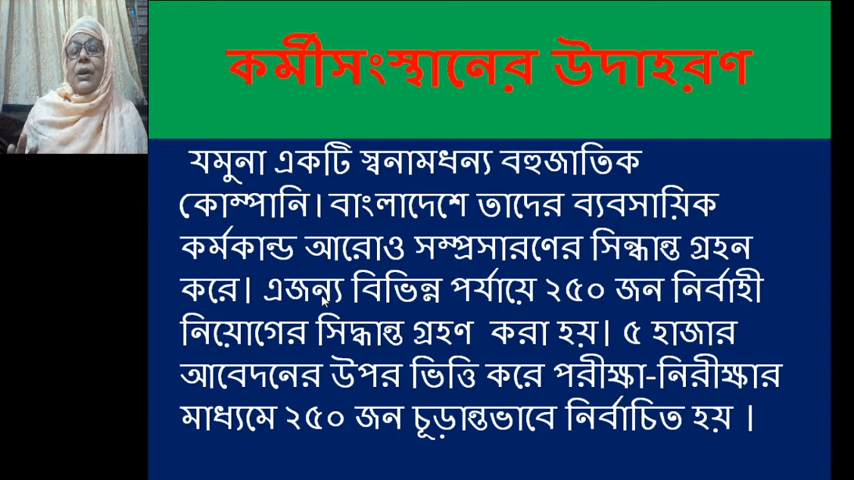 কর্মীসংস্থানের উদাহরণ
যমুনা একটি স্বনামধন্য বহুজাতিক
কোম্পানি। বাংলাদেশে তাদের ব্যবসায়িক
কর্মকান্ড আরোও সম্প্রসারণের সিন্ধান্ত গ্রহন
করে। এজন্য বিভিন্ন পর্যায়ে ২৫০ জন নির্বাহী
নিয়োগের সিদ্ধান্ত গ্রহণ করা হয়। ৫ হাজার
আবেদনের উপর ভিত্তি করে পরীক্ষা-নিরীক্ষার
মাধ্যমে ২৫০ জন চূড়ান্তভাবে নির্বাচিত হয় ।